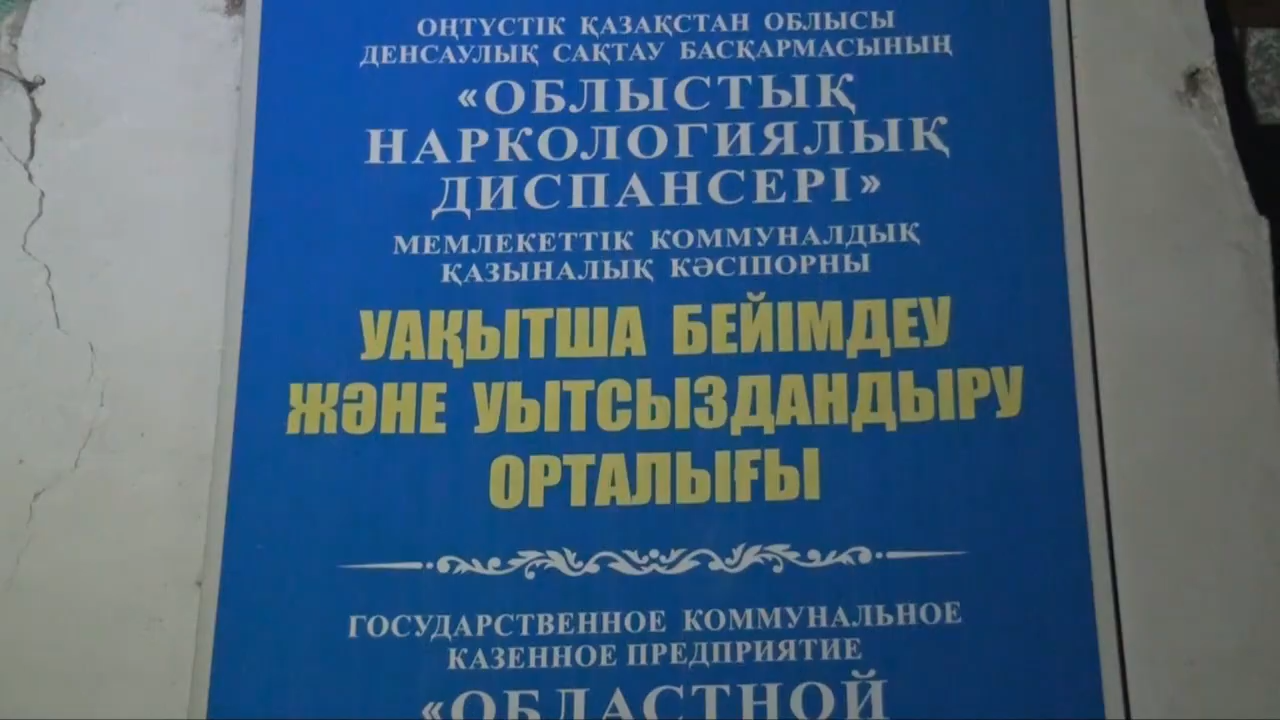 ОҢТҮСТІК ҚАЗАҚСТАН ОБЛЫСЫ
ДЕНСАУЛЫҚ САҚТАУ БАСҚАРМАСЫНЫҢ
«ОБЛЫСТЫҚ
НАРКОЛОГИЯЛЫҚ
ДИСПАНСЕРІ»
МЕМЛЕКЕТТІК КОММУНАЛДЫҚ
ҚАЗЫНАЛЫҚ КӘСІПОРНЫ
УАҚЫТША БЕЙІМДЕУ
ЖӘНЕ УЫТСЫЗДАНДЫРУ
ОРТАЛЫҒЫ
ГОСУДАРСТВЕННОЕ КОММУНАЛЬНОЕ
КАЗЕННОЕ ПРЕДПРИЯТИЕ
«ОБЛАСТНОЙ